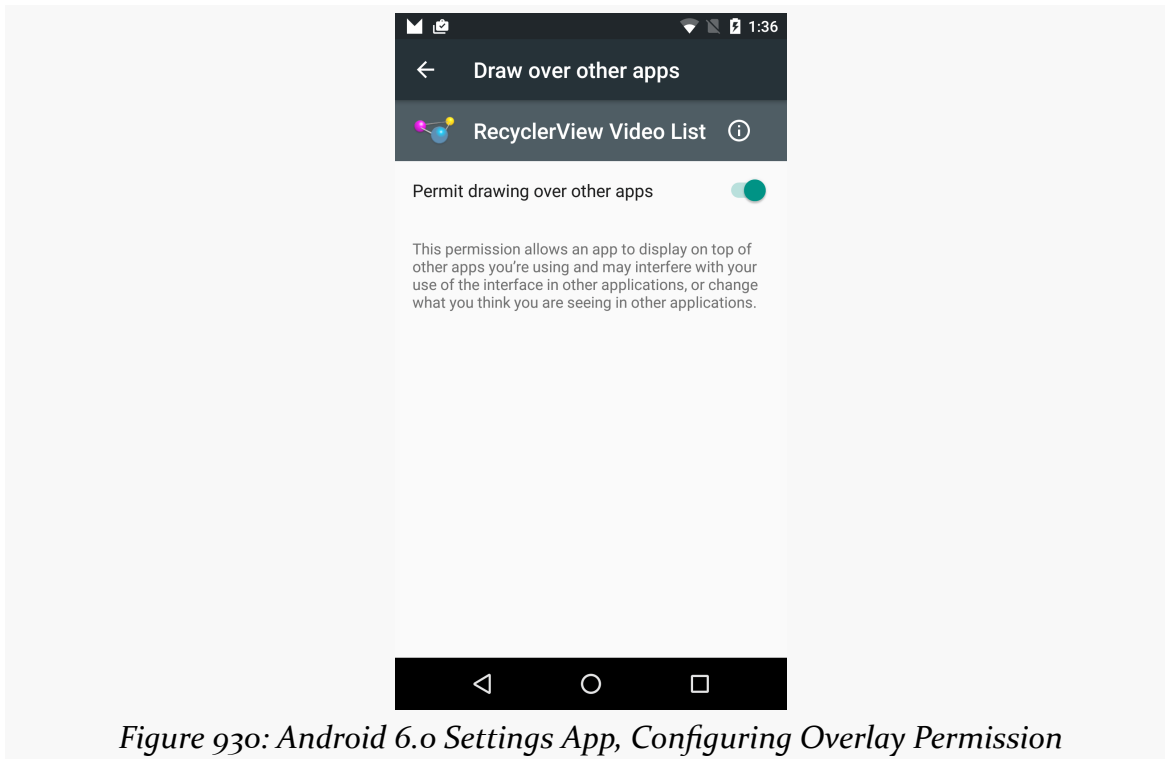 1:36
Draw over other apps
RecyclerView Video List
Permit drawing over other apps
This permission allows an app to display on top of
other apps you’re using and may interfere with your
use of the interface in other applications, or change
what you think you are seeing in other applications.
Figure 930: Android 6.0 Settings App, Configuring Overlay Permission